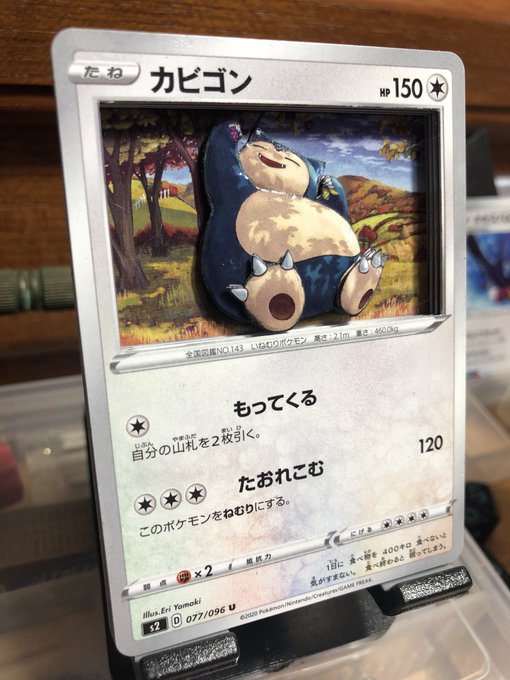 たね カビゴン HP 150
全国図鑑NO.143 いねむりポケモン 高さ:2.1m 重さ:460.0kg
もってくる
自分の山札を2枚引く。
たおれこむ 120
このポケモンをねむりにする。
弱点 ×2 抵抗力 にげる
1日に 食べ物を 400キロ 食べないと
気がすまない。 食べ終わると 眠ってしまう。
Illus.Eri Yamaki
s2 D 077/096 U
©2020 Pokémon/Nintendo/Creatures/GAME FREAK.